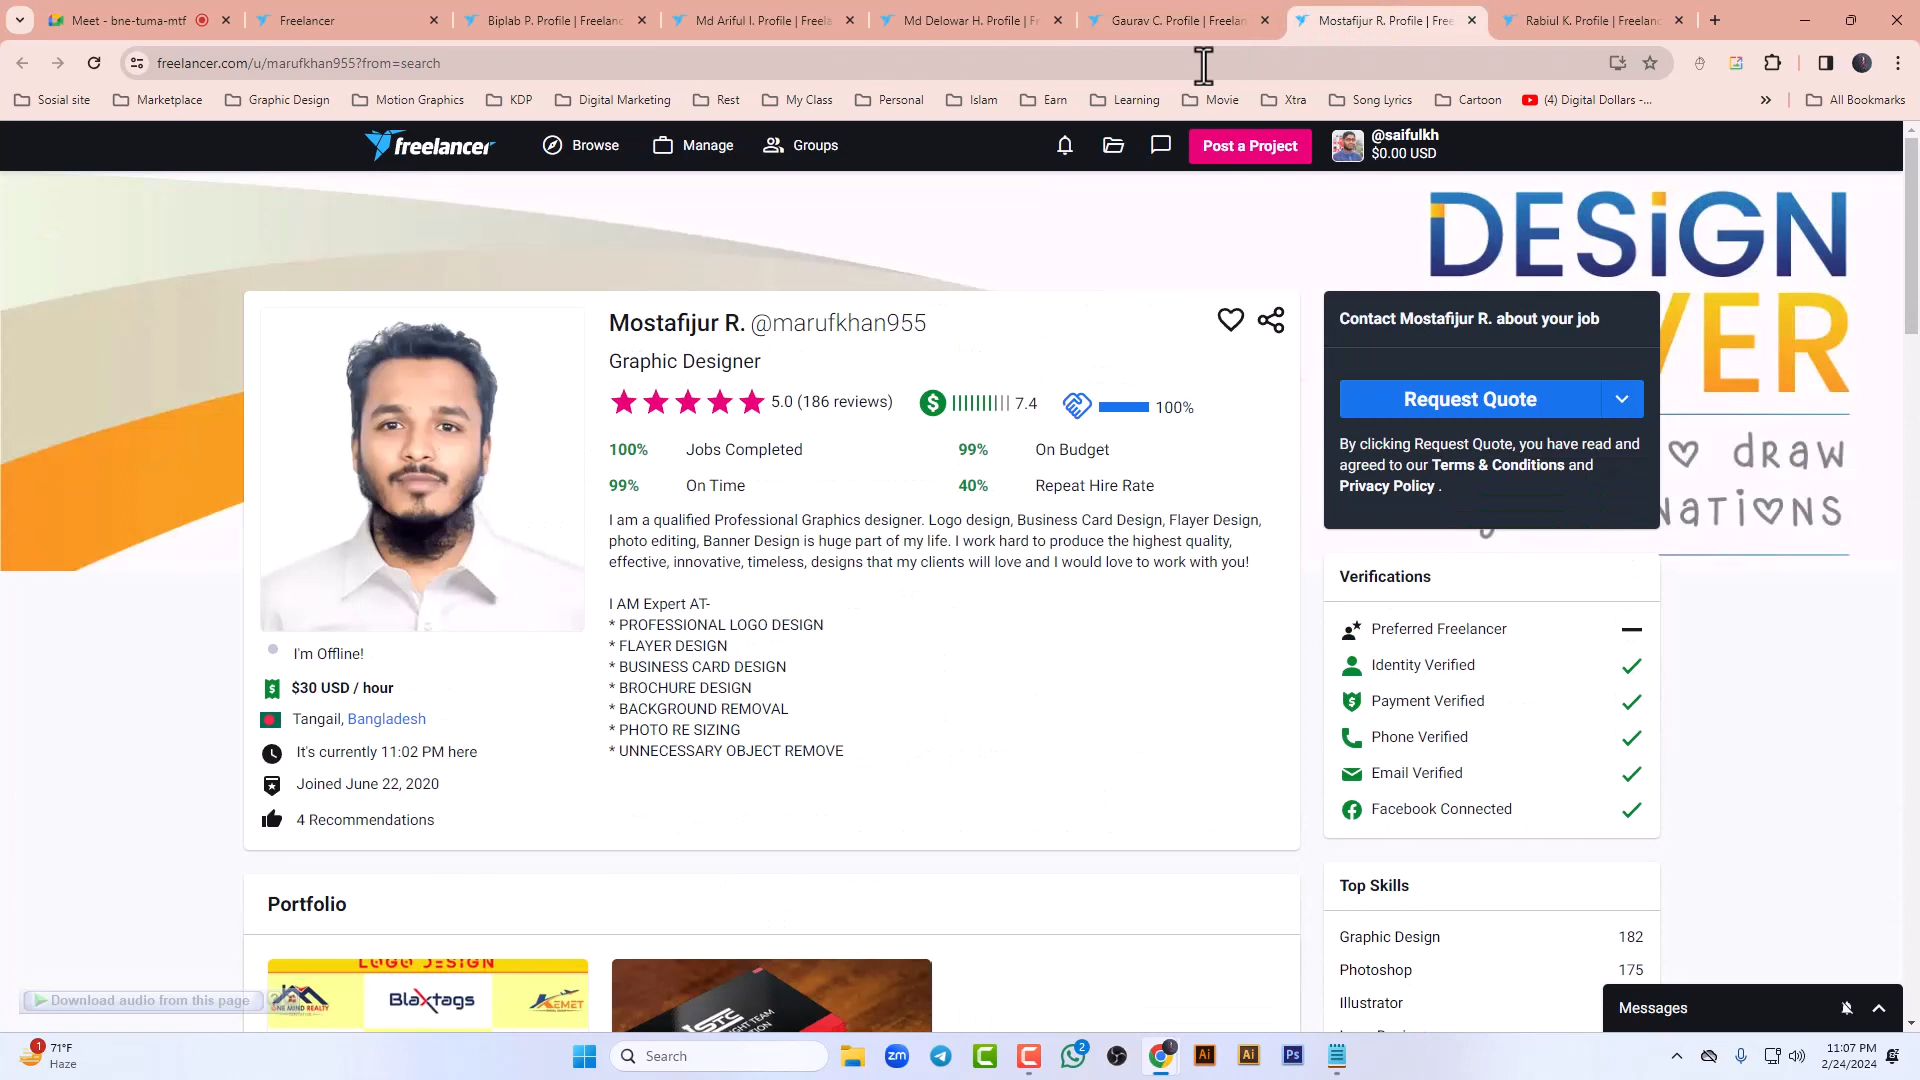 Meet - bne-tuma-mtf
Freelancer
Biplab P. Profile | Freelanc
Md Ariful I. Profile | Freela
Md Delowar H. Profile | F
Gaurav C. Profile | Freelan
Mostafijur R. Profile | Free
Rabiul K. Profile | Freelanc
freelancer.com/u/marufkhan955?from=search
Sosial site
Marketplace
Graphic Design
Motion Graphics
KDP
Digital Marketing
Rest
My Class
Personal
Islam
Earn
Learning
Movie
Xtra
Song Lyrics
Cartoon
(4) Digital Dollars -...
All Bookmarks
freelancer
Browse
Manage
Groups
Post a Project
@saifulkh
$0.00 USD
DESiGN
VER
Mostafijur R. @marufkhan955
Graphic Designer
5.0 (186 reviews)
7.4
100%
100% Jobs Completed
99% On Budget
99% On Time
40% Repeat Hire Rate
I am a qualified Professional Graphics designer. Logo design, Business Card Design, Flayer Design,
photo editing, Banner Design is huge part of my life. I work hard to produce the highest quality,
effective, innovative, timeless, designs that my clients will love and I would love to work with you!
I AM Expert AT-
* PROFESSIONAL LOGO DESIGN
* FLAYER DESIGN
* BUSINESS CARD DESIGN
* BROCHURE DESIGN
* BACKGROUND REMOVAL
* PHOTO RE SIZING
* UNNECESSARY OBJECT REMOVE
I'm Offline!
$30 USD / hour
Tangail, Bangladesh
It's currently 11:02 PM here
Joined June 22, 2020
4 Recommendations
Contact Mostafijur R. about your job
Request Quote
By clicking Request Quote, you have read and
agreed to our Terms & Conditions and
Privacy Policy .
draw
NATIONS
Verifications
Preferred Freelancer
Identity Verified
Payment Verified
Phone Verified
Email Verified
Facebook Connected
Top Skills
Graphic Design 182
Photoshop 175
Illustrator
Portfolio
LOGO DESIGN
ONE MIND REALTY
Blaxtags
KEMET
Download audio from this page
Messages
1
71°F
Haze
Search
zm
2
Ai
Ai
Ps
11:07 PM
2/24/2024